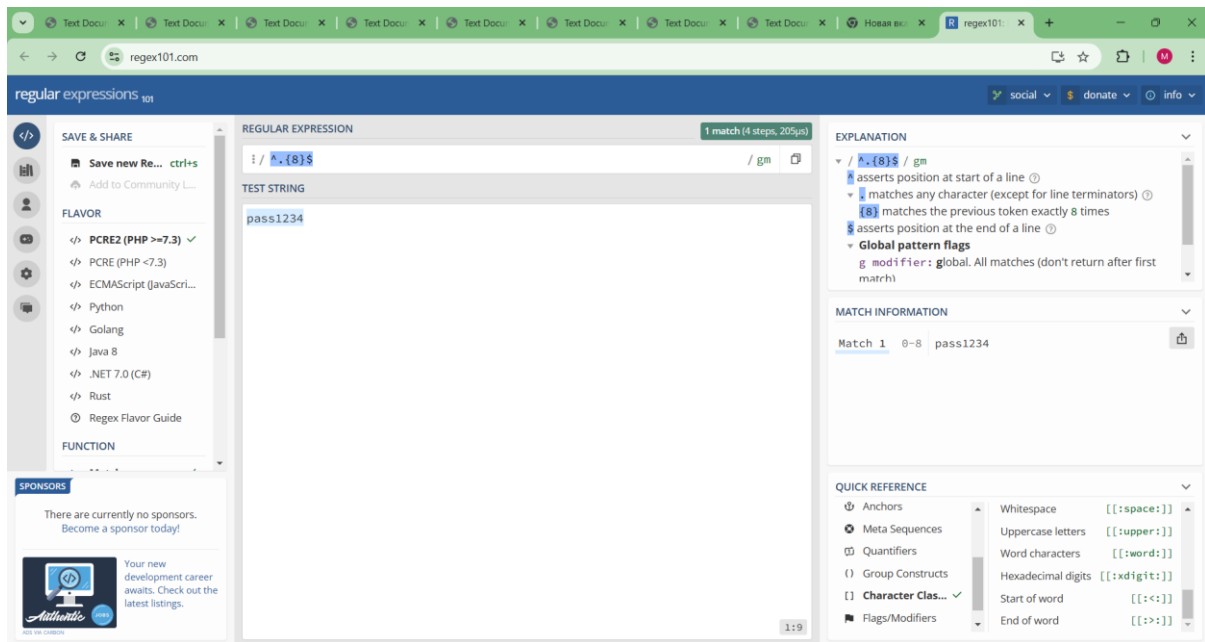 Text Docu
Text Docu
Text Docu
Text Docu
Text Docu
Text Docu
Text Docu
Text Docu
Новая вкл
regex101:
regex101.com
M
regular expressions 101
social
$ donate
info
SAVE & SHARE
Save new Re... ctrl+s
Add to Community L...
FLAVOR
</> PCRE2 (PHP >=7.3)
</> PCRE (PHP <7.3)
</> ECMAScript (JavaScri...
</> Python
</> Golang
</> Java 8
</> .NET 7.0 (C#)
</> Rust
Regex Flavor Guide
FUNCTION
SPONSORS
There are currently no sponsors.
Become a sponsor today!
Authentic JOBS
Your new
development career
awaits. Check out the
latest listings.
ADS VIA CARBON
REGULAR EXPRESSION
1 match (4 steps, 205μs)
/ ^.{8}$ / gm
TEST STRING
pass1234
1:9
EXPLANATION
/ ^.{8}$ / gm
^ asserts position at start of a line
. matches any character (except for line terminators)
{8} matches the previous token exactly 8 times
$ asserts position at the end of a line
Global pattern flags
g modifier: global. All matches (don't return after first
match)
MATCH INFORMATION
Match 1 0-8 pass1234
QUICK REFERENCE
Anchors
Meta Sequences
Quantifiers
Group Constructs
Character Clas...
Flags/Modifiers
Whitespace [[:space:]]
Uppercase letters [[:upper:]]
Word characters [[:word:]]
Hexadecimal digits [[:xdigit:]]
Start of word [[:<:]]
End of word [[:>:]]